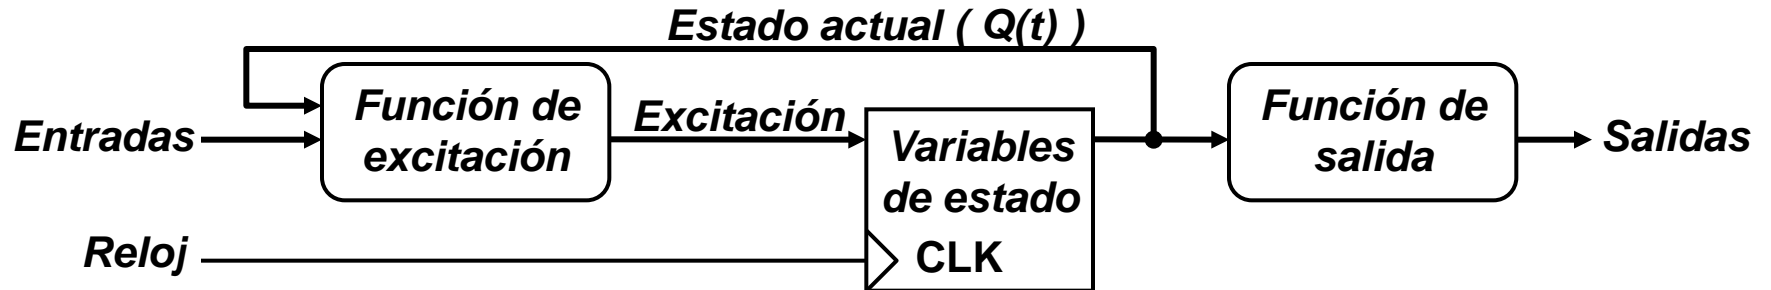 Estado actual ( Q(t) )
Entradas
Función de
excitación
Excitación
Variables
de estado
CLK
Función de
salida
Salidas
Reloj